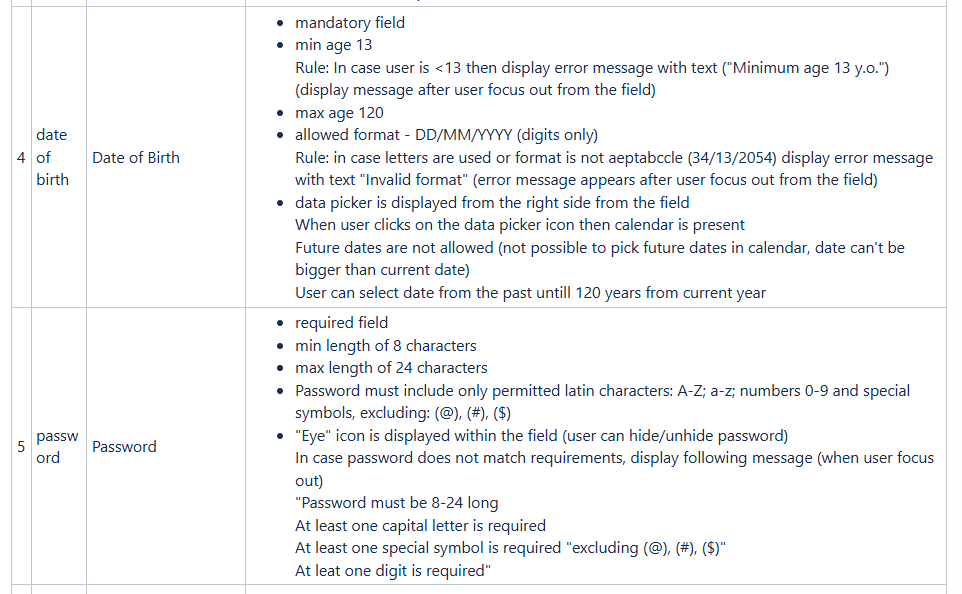 4
date
of
birth
Date of Birth
mandatory field
min age 13
Rule: In case user is <13 then display error message with text ("Minimum age 13 y.o.")
(display message after user focus out from the field)
max age 120
allowed format - DD/MM/YYYY (digits only)
Rule: in case letters are used or format is not aeptabccle (34/13/2054) display error message
with text "Invalid format" (error message appears after user focus out from the field)
data picker is displayed from the right side from the field
When user clicks on the data picker icon then calendar is present
Future dates are not allowed (not possible to pick future dates in calendar, date can't be
bigger than current date)
User can select date from the past untill 120 years from current year
5
passw
ord
Password
required field
min length of 8 characters
max length of 24 characters
Password must include only permitted latin characters: A-Z; a-z; numbers 0-9 and special
symbols, excluding: (@), (#), ($)
"Eye" icon is displayed within the field (user can hide/unhide password)
In case password does not match requirements, display following message (when user focus
out)
"Password must be 8-24 long
At least one capital letter is required
At least one special symbol is required "excluding (@), (#), ($)"
At leat one digit is required"